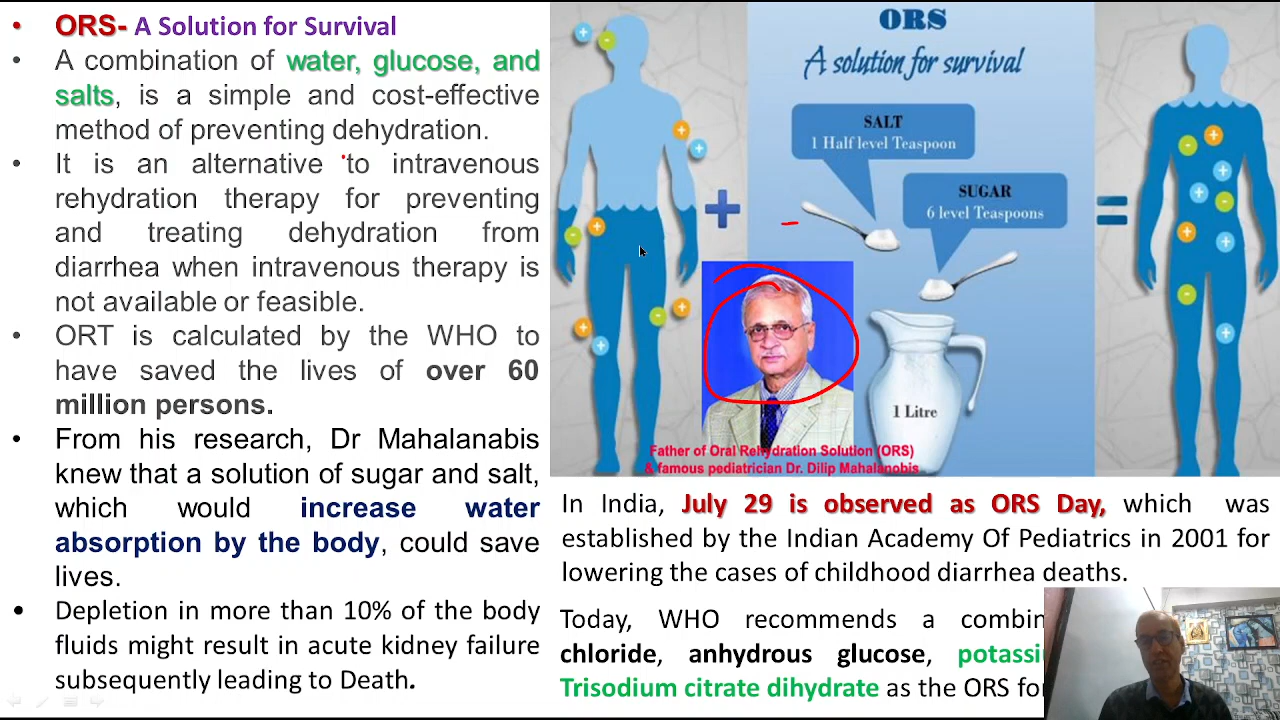 ORS- A Solution for Survival
A combination of water, glucose, and
salts, is a simple and cost-effective
method of preventing dehydration.
It is an alternative to intravenous
rehydration therapy for preventing
and treating dehydration from
diarrhea when intravenous therapy is
not available or feasible.
ORT is calculated by the WHO to
have saved the lives of over 60
million persons.
From his research, Dr Mahalanabis
knew that a solution of sugar and salt,
which would increase water
absorption by the body, could save
lives.
Depletion in more than 10% of the body
fluids might result in acute kidney failure
subsequently leading to Death.
ORS
A solution for survival
SALT
1 Half level Teaspoon
SUGAR
6 level Teaspoons
1 Litre
Father of Oral Rehydration Solution (ORS)
& famous pediatrician Dr. Dilip Mahalanobis
In India, July 29 is observed as ORS Day, which was
established by the Indian Academy Of Pediatrics in 2001 for
lowering the cases of childhood diarrhea deaths.
Today, WHO recommends a
chloride, anhydrous glucose,
Trisodium citrate dihydrate as the ORS